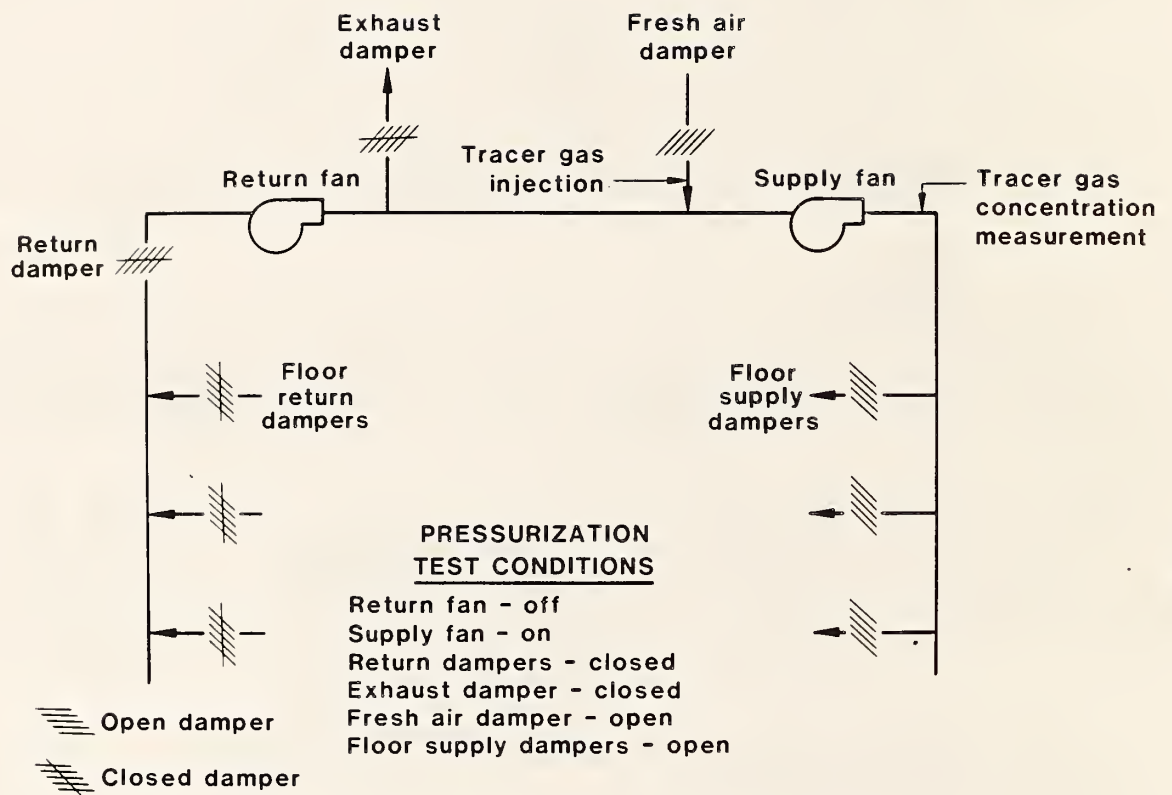 Exhaust
damper
Fresh air
damper
Tracer gas
injection
Return fan
Supply fan
Tracer gas
concentration
measurement
Return
damper
Floor
return
dampers
Floor
supply
dampers
PRESSURIZATION
TEST CONDITIONS
Return fan - off
Supply fan - on
Return dampers - closed
Exhaust damper - closed
Fresh air damper - open
Floor supply dampers - open
Open damper
Closed damper